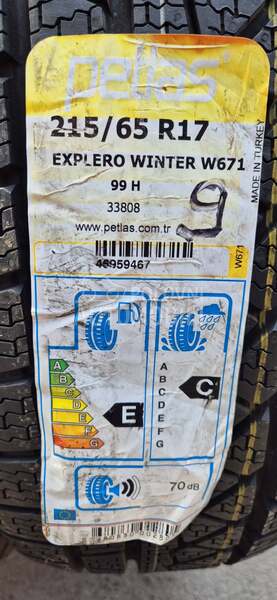 petlas
215/65 R17
EXPLERO WINTER W671
99 H
33808
www.petlas.com.tr
9
46959467
W671
MADE IN TURKEY
A
B
C
D
E
F
G
E
A
B
C
D
E
F
G
C
70 dB